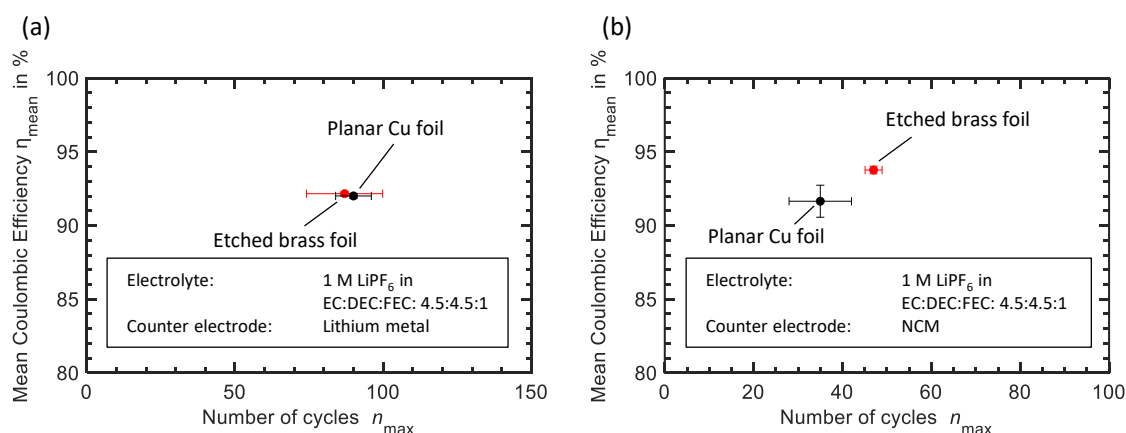 (a)
Mean Coulombic Efficiency η_mean in %
100
95
90
85
80
Planar Cu foil
Etched brass foil
Electrolyte: 1 M LiPF₆ in
EC:DEC:FEC: 4.5:4.5:1
Counter electrode: Lithium metal
0 50 100 150
Number of cycles n_max
(b)
Mean Coulombic Efficiency η_mean in %
100
95
90
85
80
Etched brass foil
Planar Cu foil
Electrolyte: 1 M LiPF₆ in
EC:DEC:FEC: 4.5:4.5:1
Counter electrode: NCM
0 20 40 60 80 100
Number of cycles n_max